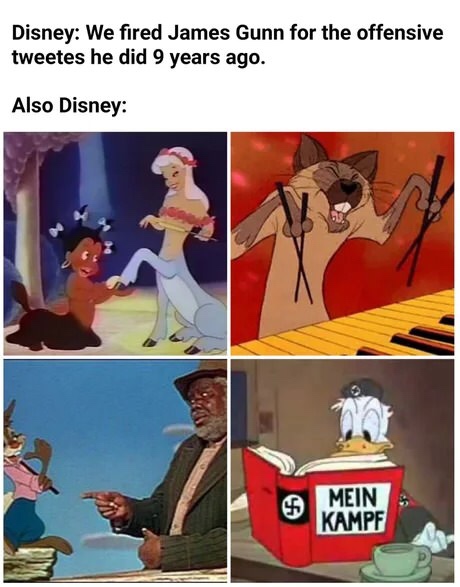 Disney: We fired James Gunn for the offensive
tweetes he did 9 years ago.
Also Disney:
MEIN
KAMPF